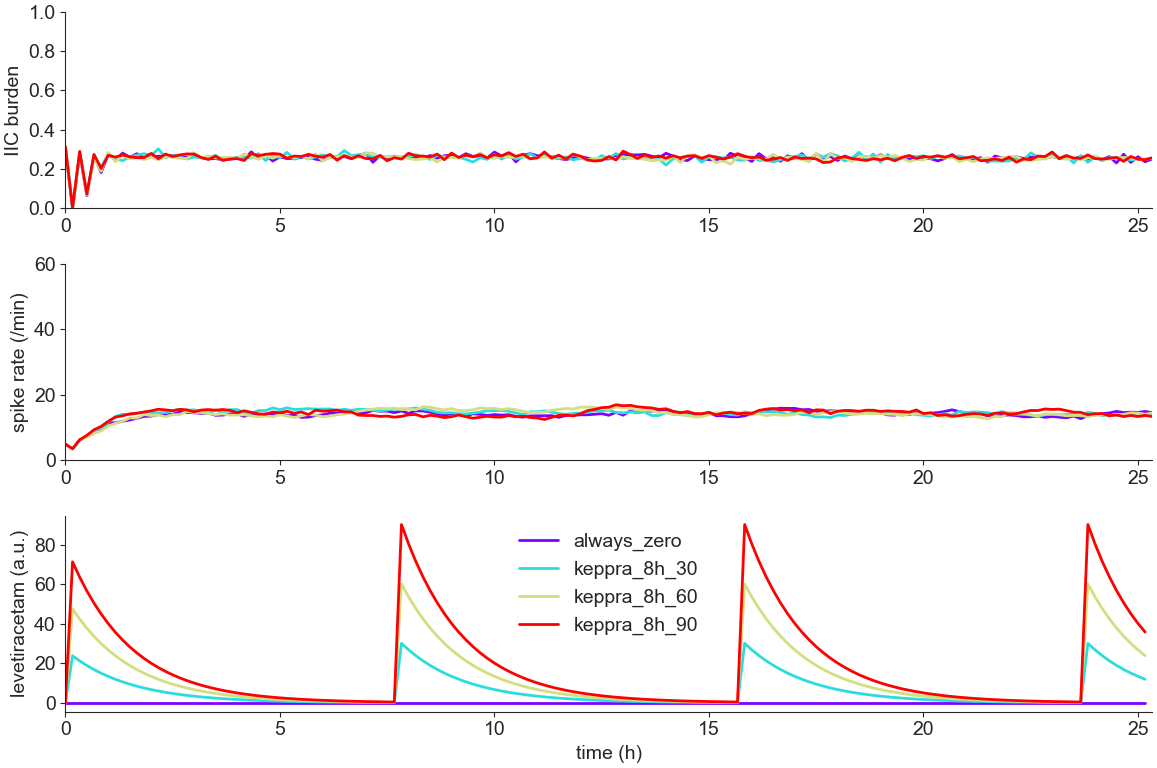 IIC burden
1.0
0.8
0.6
0.4
0.2
0.0
0 5 10 15 20 25
spike rate (/min)
60
40
20
0
0 5 10 15 20 25
levetiracetam (a.u.)
80
60
40
20
0
always_zero
keppra_8h_30
keppra_8h_60
keppra_8h_90
0 5 10 15 20 25
time (h)